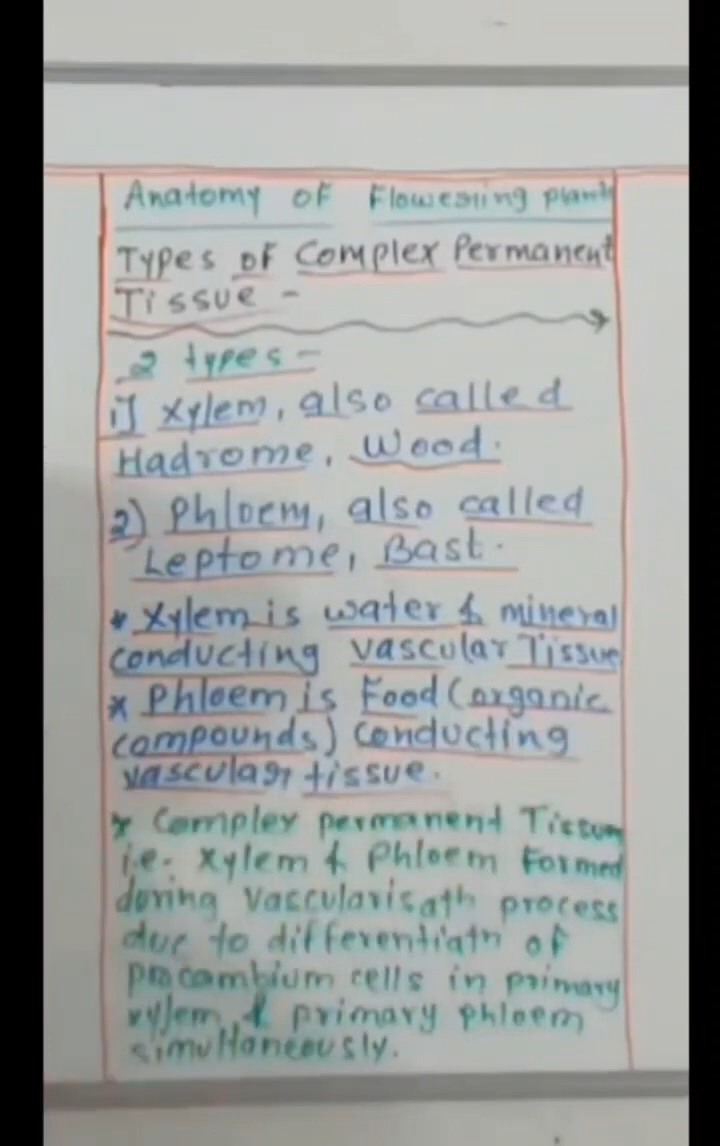 Anatomy of Flowering plants
Types of Complex Permanent
Tissue -
2 types -
1] Xylem, also called
Hadrome, Wood.
2) Phloem, also called
Leptome, Bast.
* Xylem is water & mineral
conducting vascular Tissue
* Phloem is Food (organic
compounds) conducting
vascular tissue.
* Complex permanent Tissue
i.e. Xylem & Phloem Formed
during Vascularisatn process
due to differentiatn of
procambium cells in primary
xylem & primary phloem
simultaneously.